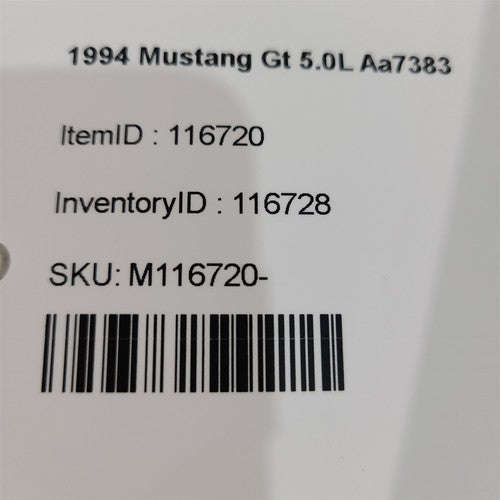 1994 Mustang Gt 5.0L Aa7383
ItemID : 116720
InventoryID : 116728
SKU: M116720-